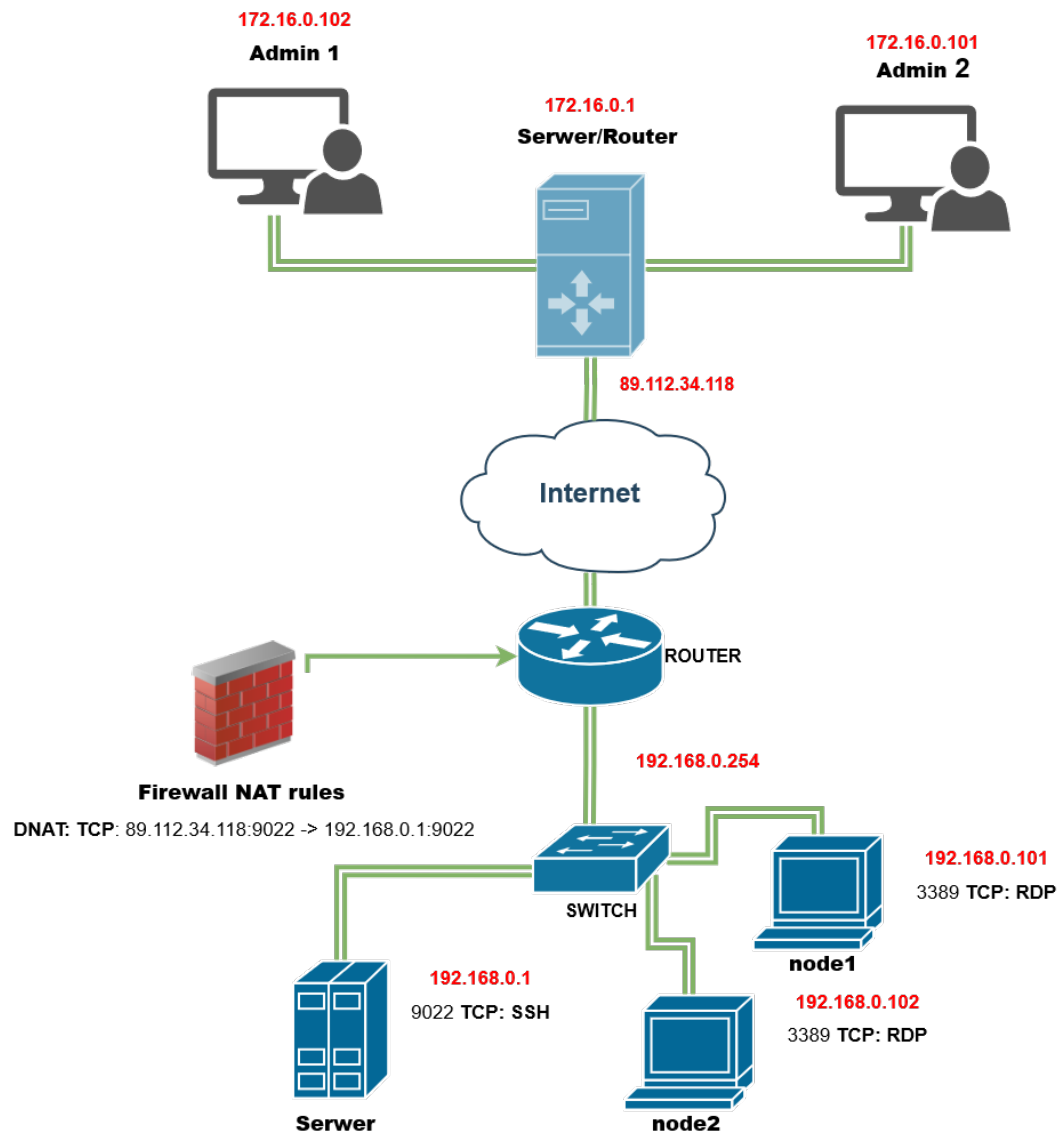 172.16.0.102
Admin 1
172.16.0.101
Admin 2
172.16.0.1
Serwer/Router
89.112.34.118
Internet
ROUTER
192.168.0.254
Firewall NAT rules
DNAT: TCP: 89.112.34.118:9022 -> 192.168.0.1:9022
192.168.0.101
3389 TCP: RDP
SWITCH
node1
192.168.0.1
9022 TCP: SSH
192.168.0.102
3389 TCP: RDP
Serwer
node2